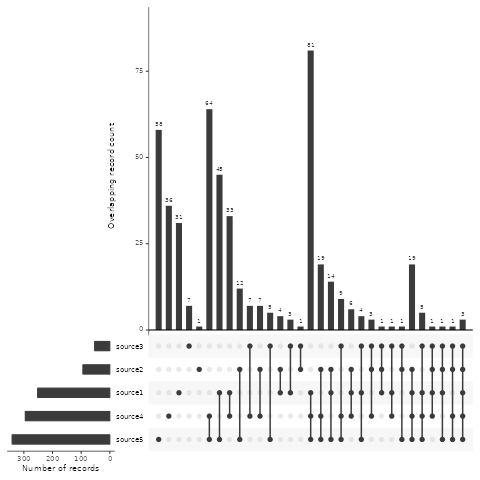 81
75
64
58
50
45
36
33
31
25
19
19
14
12
9
7 7 7
6
5 5
4 4
3 3 3
1 1 1 1 1 1 1 1
0
Overlapping record count
source3
source2
source1
source4
source5
300 200 100 0
Number of records